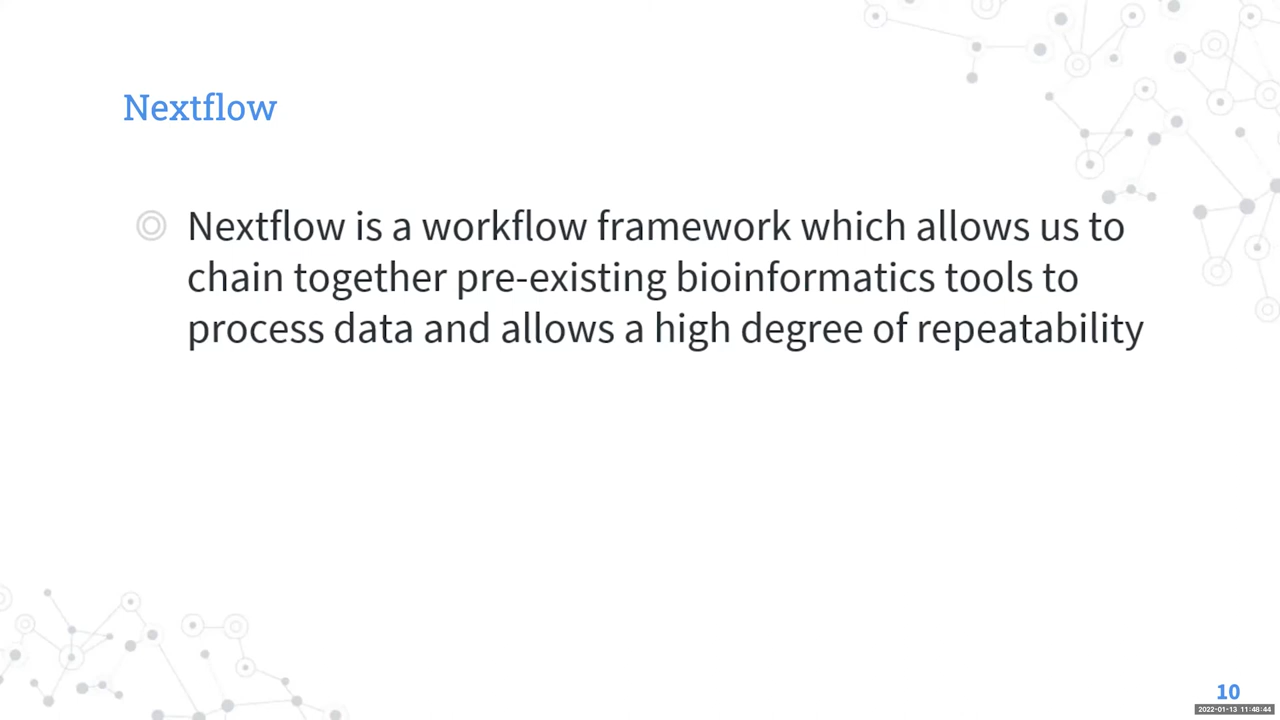 Nextflow
Nextflow is a workflow framework which allows us to
chain together pre-existing bioinformatics tools to
process data and allows a high degree of repeatability
10
2022-01-13 11:48:44